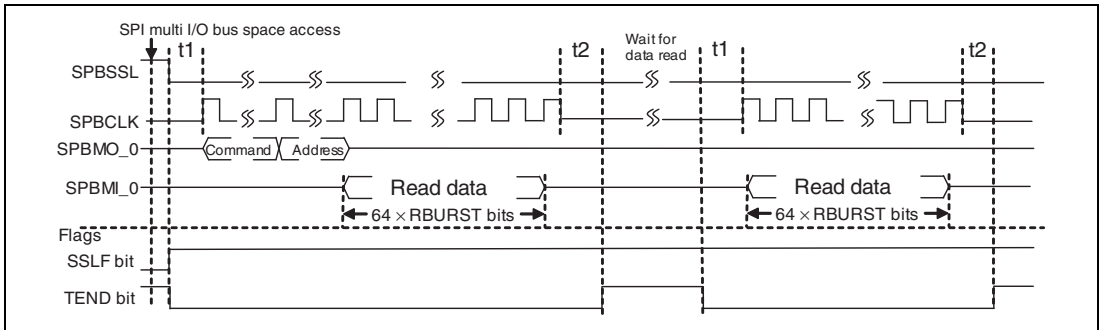 SPI multi I/O bus space access
t1 t2 Wait for data read t1 t2
SPBSSL
SPBCLK
SPBMO_0 Command Address
SPBMI_0 Read data Read data
64 × RBURST bits 64 × RBURST bits
Flags
SSLF bit
TEND bit